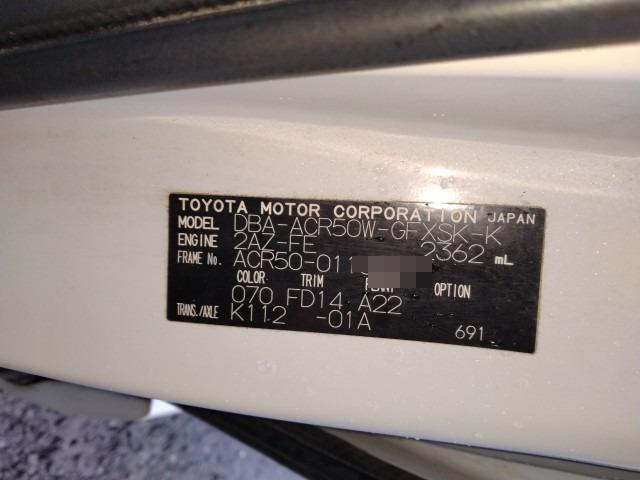 TOYOTA MOTOR CORPORATION JAPAN
MODEL DBA-ACR50W-GFXSK-K
ENGINE 2AZ-FE 2362 mL
FRAME No. ACR50-011
COLOR TRIM PLANT OPTION
070 FD14 A22
TRANS./AXLE K112 -01A
691